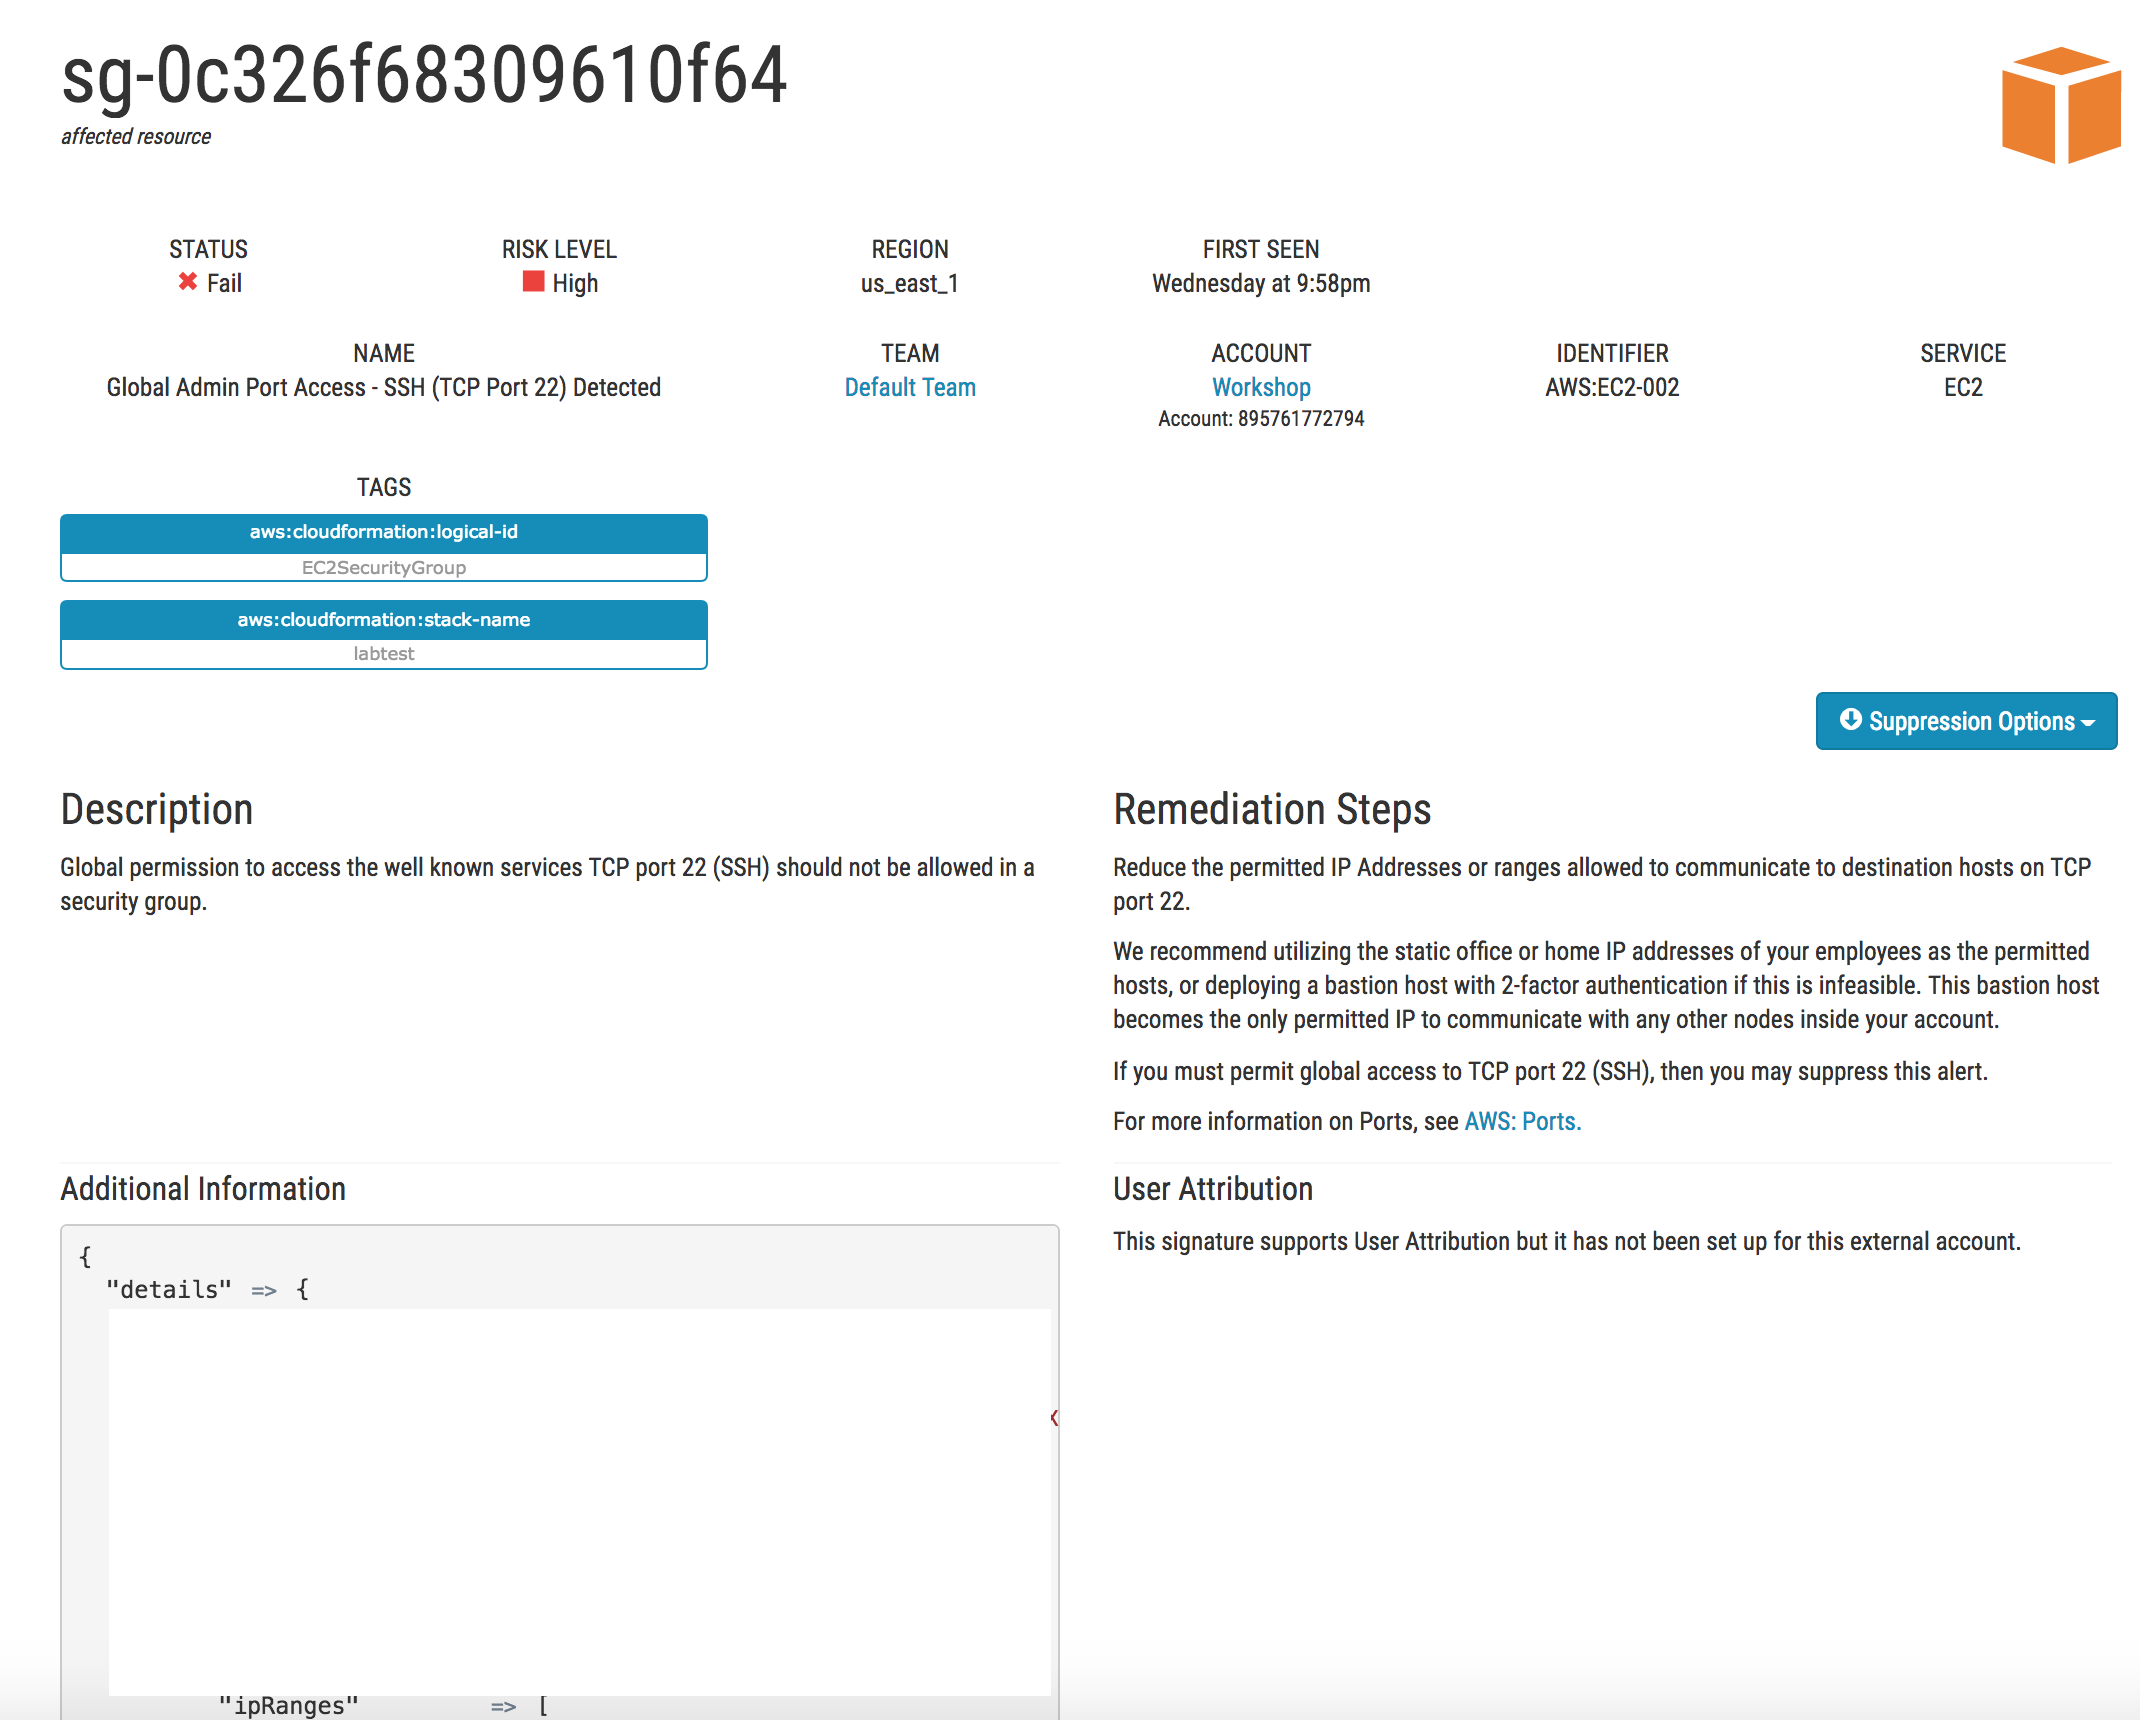 sg-0c326f68309610f64
affected resource
STATUS
✖ Fail
RISK LEVEL
High
REGION
us_east_1
FIRST SEEN
Wednesday at 9:58pm
NAME
Global Admin Port Access - SSH (TCP Port 22) Detected
TEAM
Default Team
ACCOUNT
Workshop
Account: 895761772794
IDENTIFIER
AWS:EC2-002
SERVICE
EC2
TAGS
aws:cloudformation:logical-id
EC2SecurityGroup
aws:cloudformation:stack-name
labtest
Suppression Options
Description
Global permission to access the well known services TCP port 22 (SSH) should not be allowed in a
security group.
Remediation Steps
Reduce the permitted IP Addresses or ranges allowed to communicate to destination hosts on TCP
port 22.
We recommend utilizing the static office or home IP addresses of your employees as the permitted
hosts, or deploying a bastion host with 2-factor authentication if this is infeasible. This bastion host
becomes the only permitted IP to communicate with any other nodes inside your account.
If you must permit global access to TCP port 22 (SSH), then you may suppress this alert.
For more information on Ports, see AWS: Ports.
Additional Information
{
"details" => {
"ipRanges" => [
User Attribution
This signature supports User Attribution but it has not been set up for this external account.